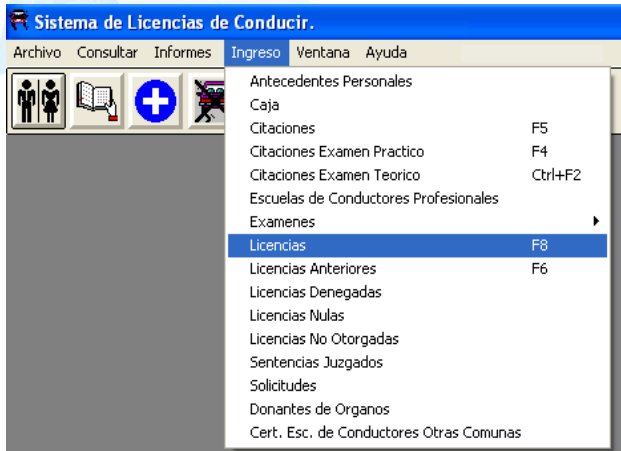 Sistema de Licencias de Conducir.
Archivo Consultar Informes Ingreso Ventana Ayuda
Antecedentes Personales
Caja
Citaciones F5
Citaciones Examen Practico F4
Citaciones Examen Teorico Ctrl+F2
Escuelas de Conductores Profesionales
Examenes
Licencias F8
Licencias Anteriores F6
Licencias Denegadas
Licencias Nulas
Licencias No Otorgadas
Sentencias Juzgados
Solicitudes
Donantes de Organos
Cert. Esc. de Conductores Otras Comunas